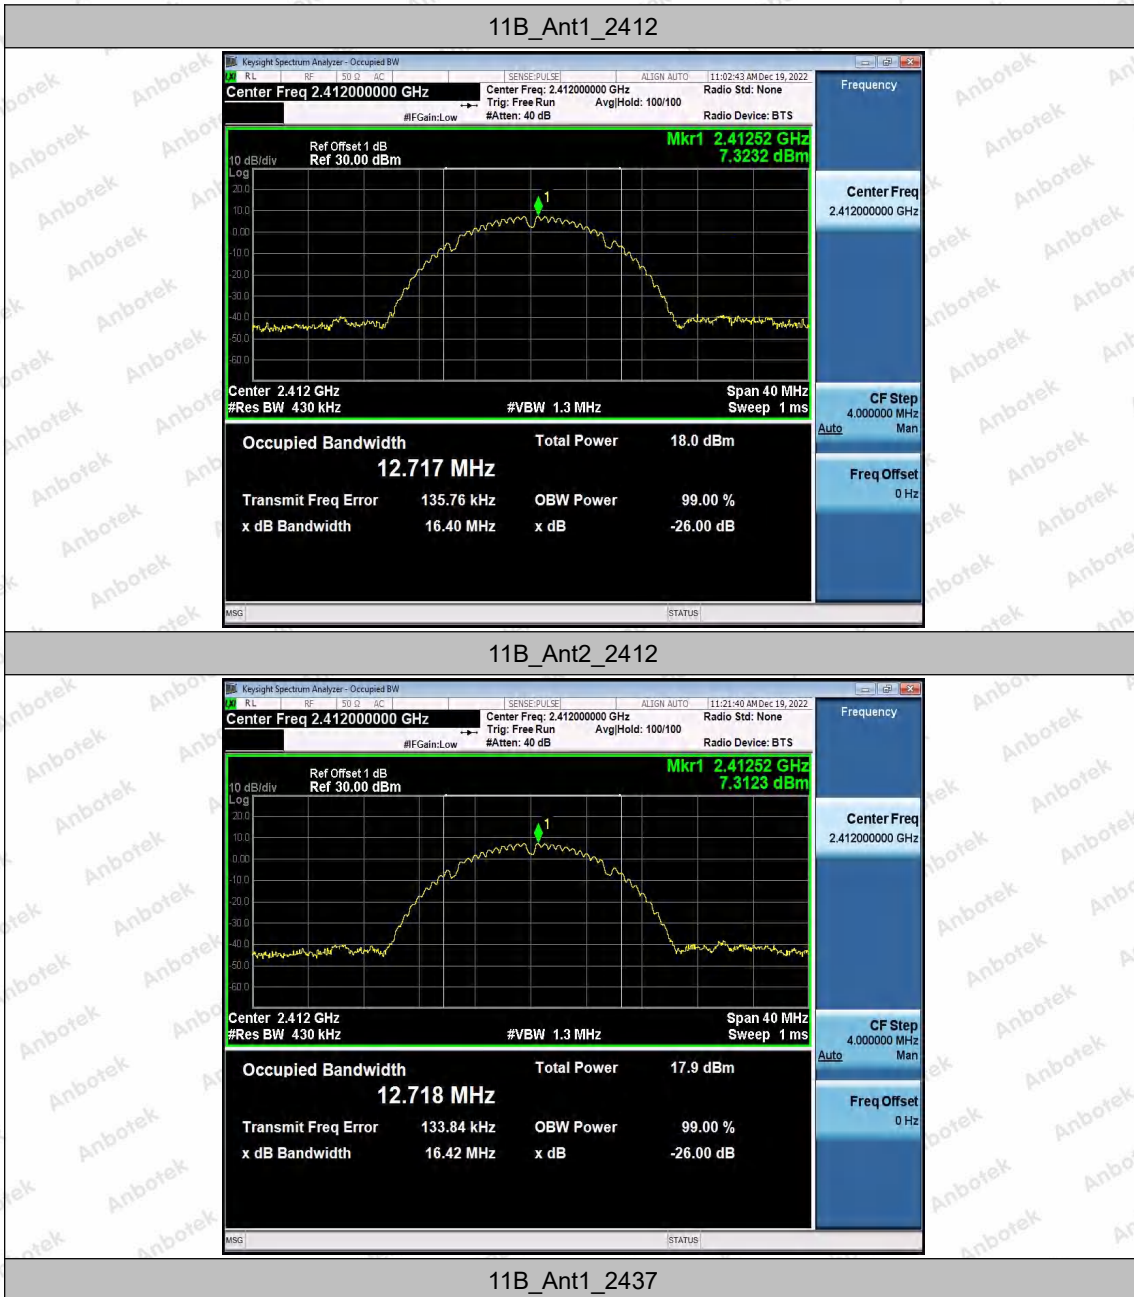 11B_Ant1_2412
Keysight Spectrum Analyzer - Occupied BW
RL RF 50 Ω AC SENSE:PULSE ALIGN AUTO 11:02:43 AM Dec 19, 2022
Center Freq 2.412000000 GHz
Center Freq: 2.412000000 GHz Radio Std: None
Trig: Free Run Avg|Hold: 100/100
#IFGain:Low #Atten: 40 dB Radio Device: BTS
Frequency
Mkr1 2.41252 GHz
7.3232 dBm
Ref Offset 1 dB
10 dB/div Ref 30.00 dBm
Log
20.0
10.0
0.00
-10.0
-20.0
-30.0
-40.0
-50.0
-60.0
1
Center 2.412 GHz Span 40 MHz
#Res BW 430 kHz #VBW 1.3 MHz Sweep 1 ms
Center Freq
2.412000000 GHz
CF Step
4.000000 MHz
Auto Man
Freq Offset
0 Hz
Occupied Bandwidth Total Power 18.0 dBm
12.717 MHz
Transmit Freq Error 135.76 kHz OBW Power 99.00 %
x dB Bandwidth 16.40 MHz x dB -26.00 dB
MSG STATUS
11B_Ant2_2412
Keysight Spectrum Analyzer - Occupied BW
RL RF 50 Ω AC SENSE:PULSE ALIGN AUTO 11:21:40 AM Dec 19, 2022
Center Freq 2.412000000 GHz
Center Freq: 2.412000000 GHz Radio Std: None
Trig: Free Run Avg|Hold: 100/100
#IFGain:Low #Atten: 40 dB Radio Device: BTS
Frequency
Mkr1 2.41252 GHz
7.3123 dBm
Ref Offset 1 dB
10 dB/div Ref 30.00 dBm
Log
20.0
10.0
0.00
-10.0
-20.0
-30.0
-40.0
-50.0
-60.0
1
Center 2.412 GHz Span 40 MHz
#Res BW 430 kHz #VBW 1.3 MHz Sweep 1 ms
Center Freq
2.412000000 GHz
CF Step
4.000000 MHz
Auto Man
Freq Offset
0 Hz
Occupied Bandwidth Total Power 17.9 dBm
12.718 MHz
Transmit Freq Error 133.84 kHz OBW Power 99.00 %
x dB Bandwidth 16.42 MHz x dB -26.00 dB
MSG STATUS
11B_Ant1_2437